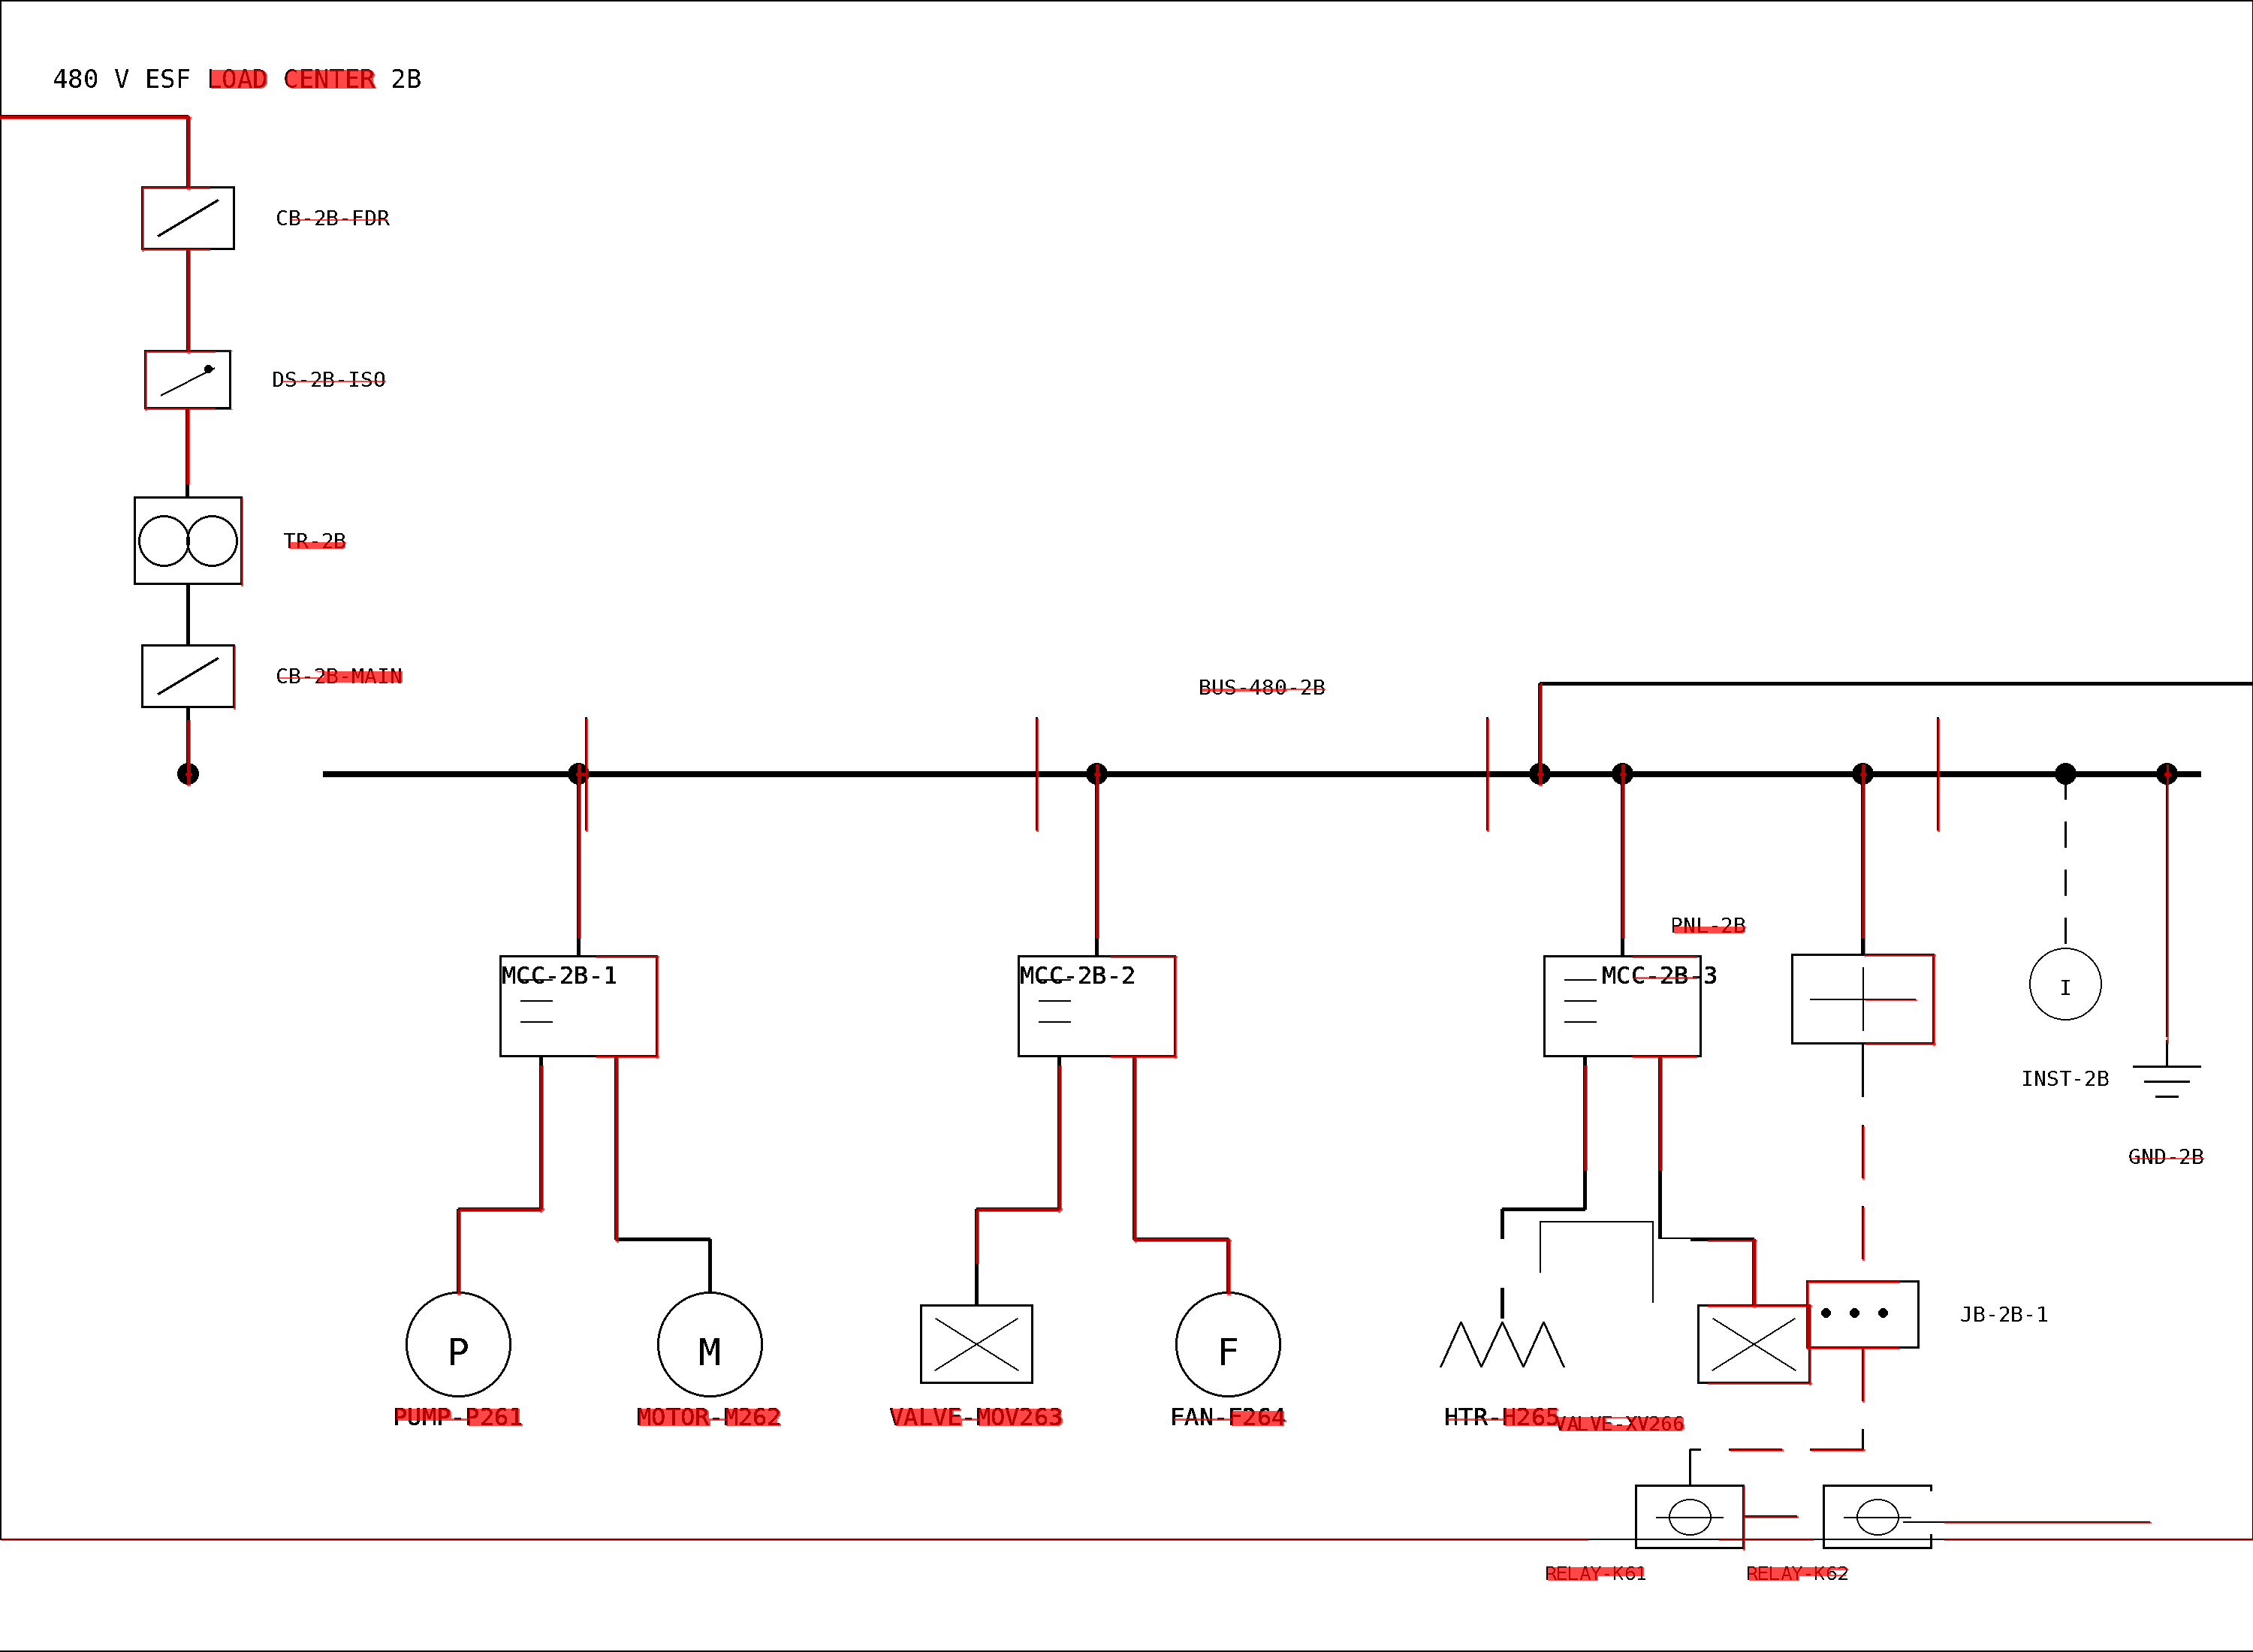 480 V ESF LOAD CENTER 2B
CB-2B-FDR
DS-2B-ISO
TR-2B
CB-2B-MAIN
BUS-480-2B
PNL-2B
MCC-2B-1
MCC-2B-2
MCC-2B-3
I
INST-2B
GND-2B
JB-2B-1
P
M
F
PUMP-P261
MOTOR-M262
VALVE-MOV263
FAN-F264
HTR-H265
VALVE-XV266
RELAY-K61
RELAY-K62